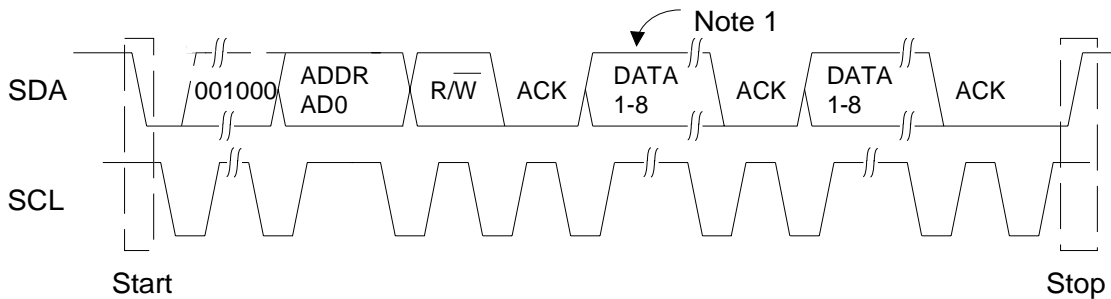 Note 1
SDA
001000
ADDR
AD0
R/W
ACK
DATA
1-8
ACK
DATA
1-8
ACK
SCL
Start
Stop